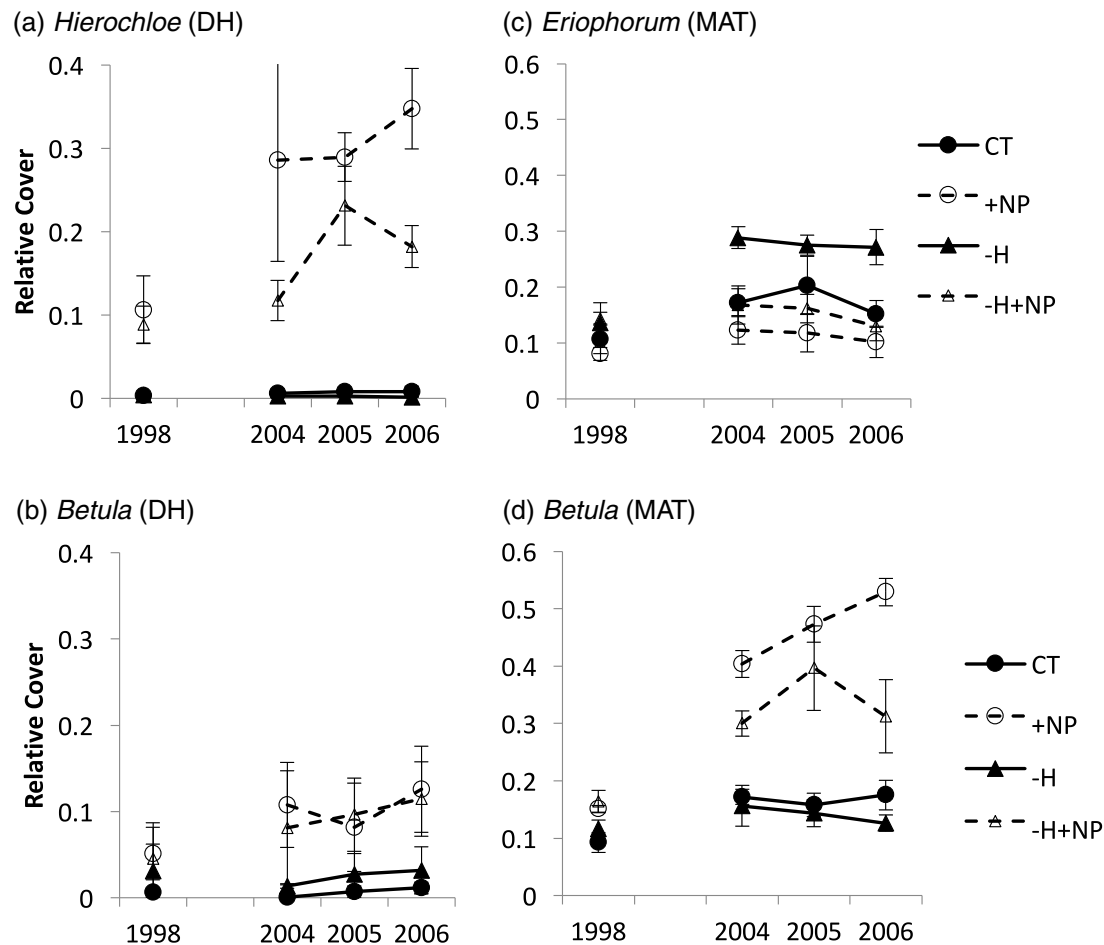 (a) Hierochloe (DH)
0.4
0.3
0.2
0.1
0
Relative Cover
1998 2004 2005 2006
(c) Eriophorum (MAT)
0.6
0.5
0.4
0.3
0.2
0.1
0
1998 2004 2005 2006
CT
+NP
-H
-H+NP
(b) Betula (DH)
0.4
0.3
0.2
0.1
0
Relative Cover
1998 2004 2005 2006
(d) Betula (MAT)
0.6
0.5
0.4
0.3
0.2
0.1
0
1998 2004 2005 2006
CT
+NP
-H
-H+NP